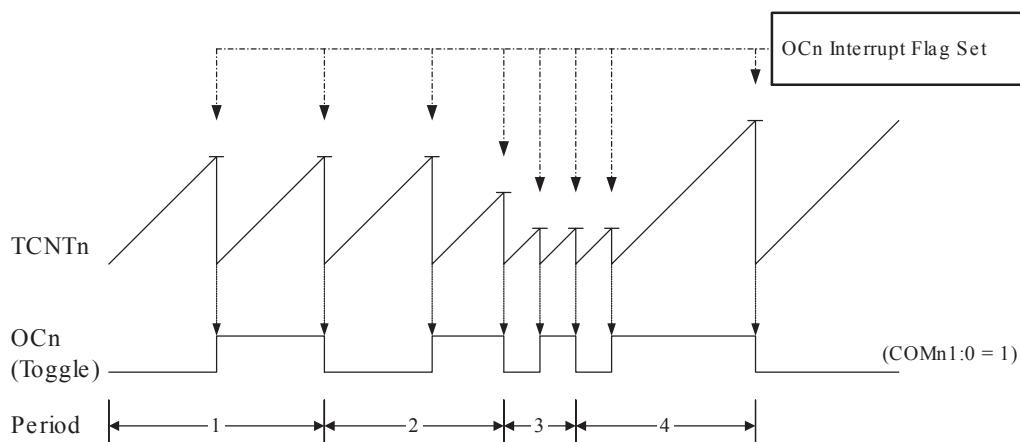 OCn Interrupt Flag Set
TCNTn
OCn
(Toggle)
(COMn1:0 = 1)
Period
1
2
3
4